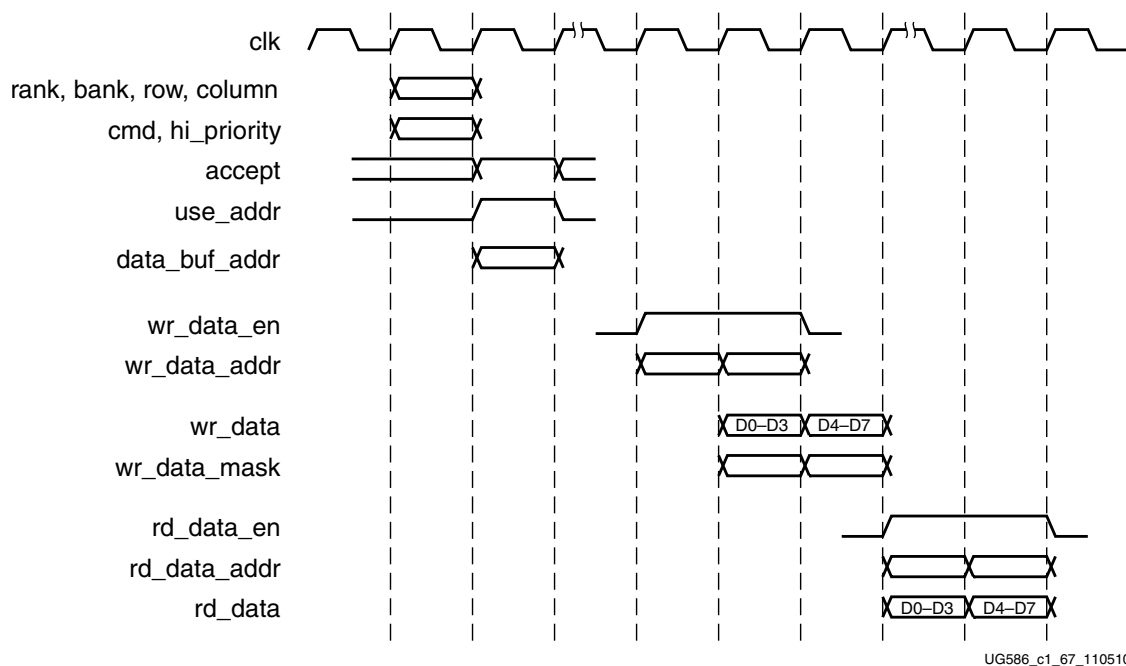 clk
rank, bank, row, column
cmd, hi_priority
accept
use_addr
data_buf_addr
wr_data_en
wr_data_addr
wr_data D0–D3 D4–D7
wr_data_mask
rd_data_en
rd_data_addr
rd_data D0–D3 D4–D7
UG586_c1_67_110510